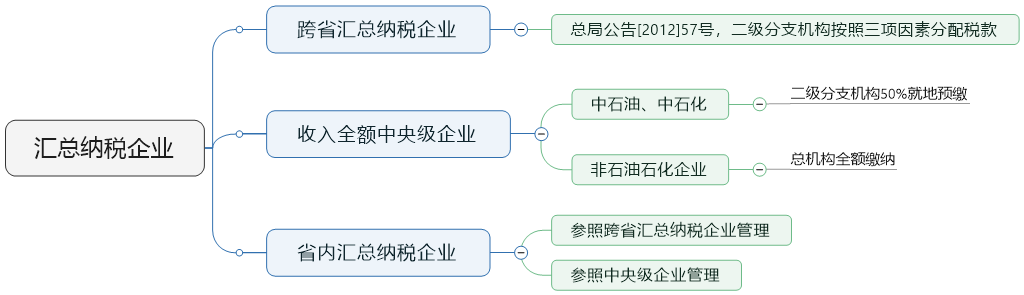 汇总纳税企业
跨省汇总纳税企业
总局公告[2012]57号，二级分支机构按照三项因素分配税款
收入全额中央级企业
中石油、中石化
二级分支机构50%就地预缴
非石油石化企业
总机构全额缴纳
省内汇总纳税企业
参照跨省汇总纳税企业管理
参照中央级企业管理